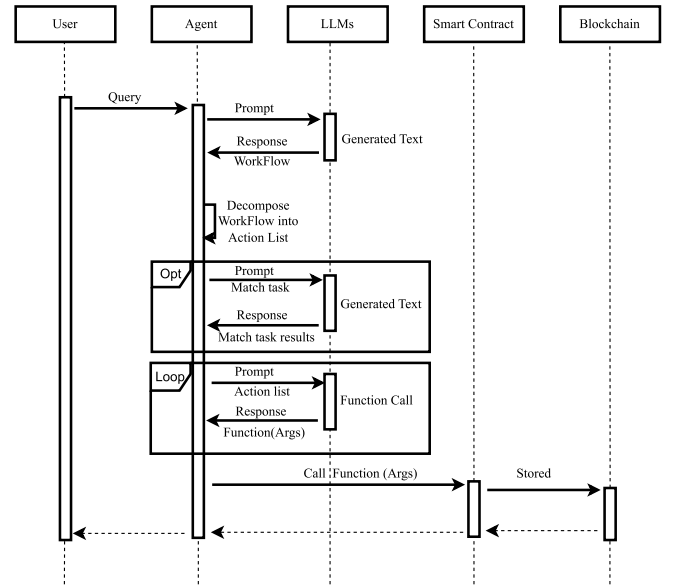 User
Agent
LLMs
Smart Contract
Blockchain
Query
Prompt
Response
WorkFlow
Generated Text
Decompose
WorkFlow into
Action List
Opt
Prompt
Match task
Generated Text
Response
Match task results
Loop
Prompt
Action list
Function Call
Response
Function(Args)
Call Function (Args)
Stored